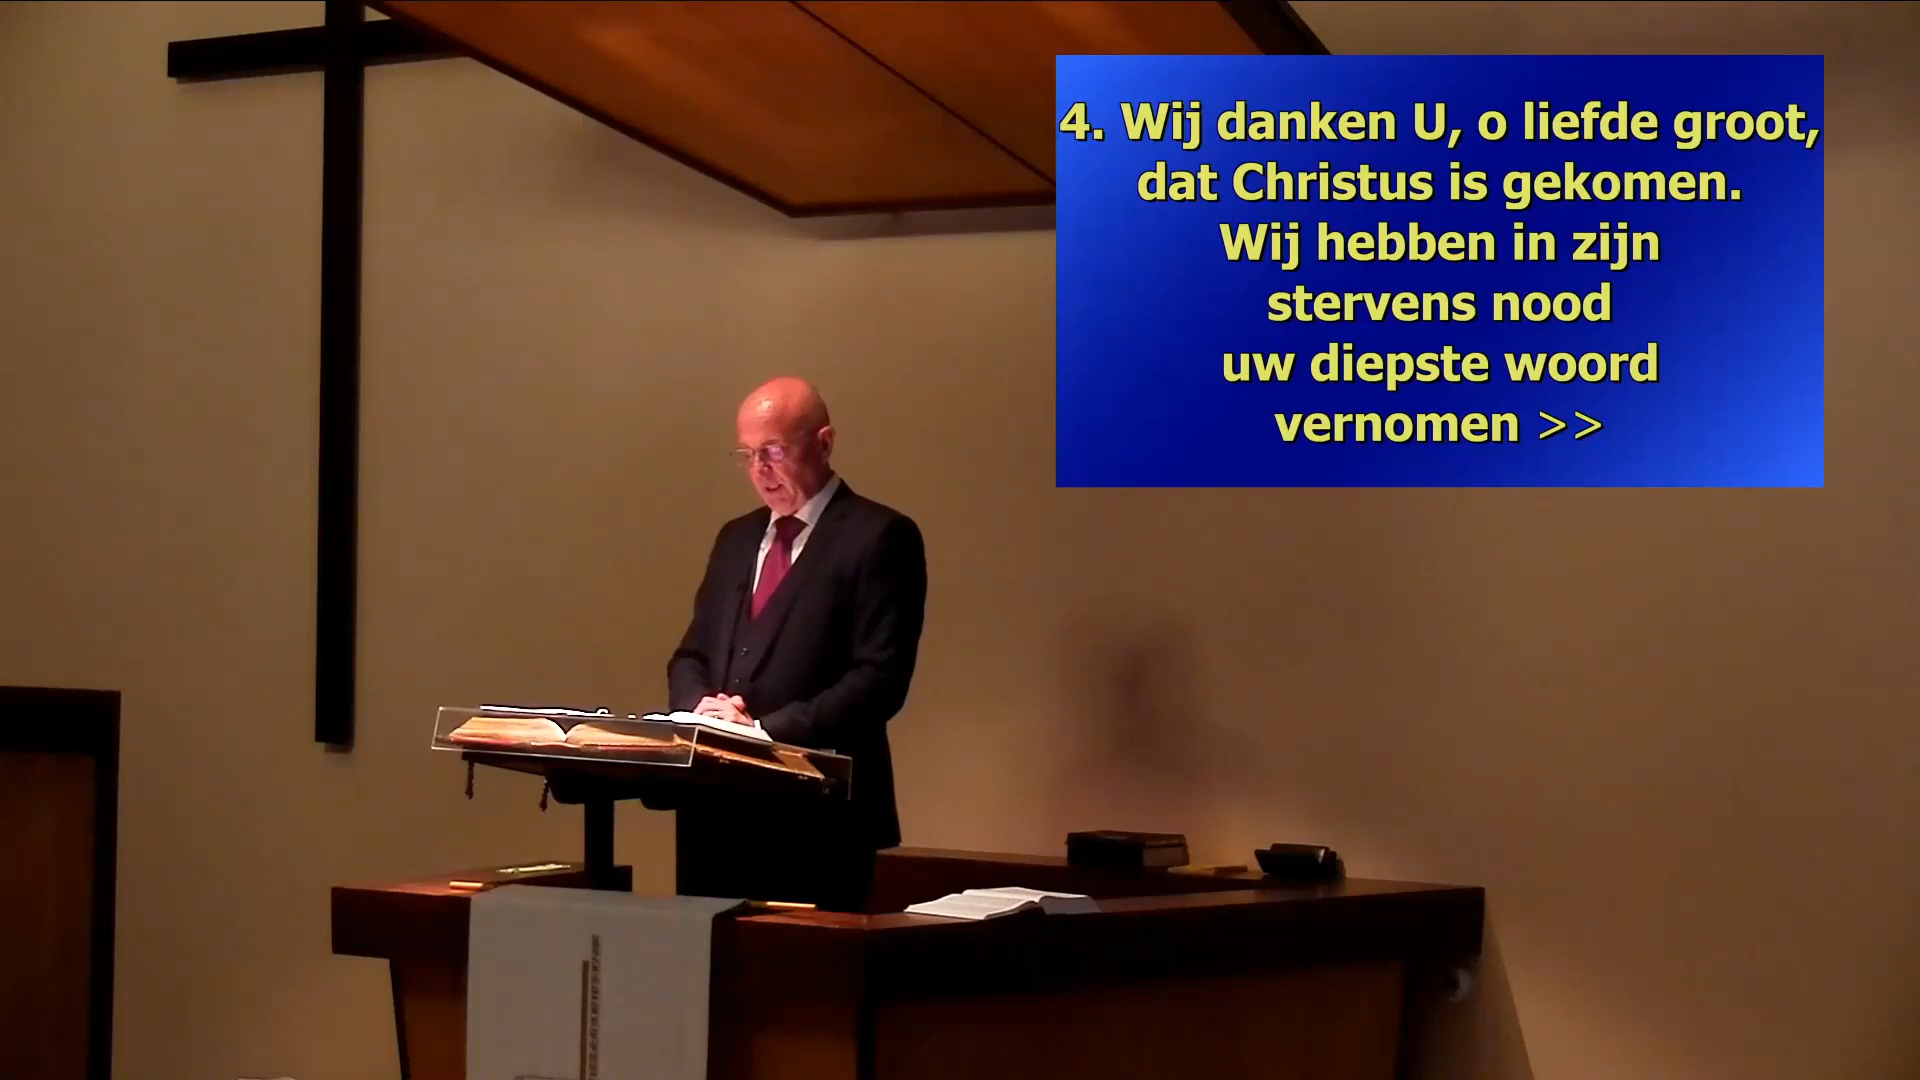 4. Wij danken U, o liefde groot,
dat Christus is gekomen.
Wij hebben in zijn
stervens nood
uw diepste woord
vernomen >>